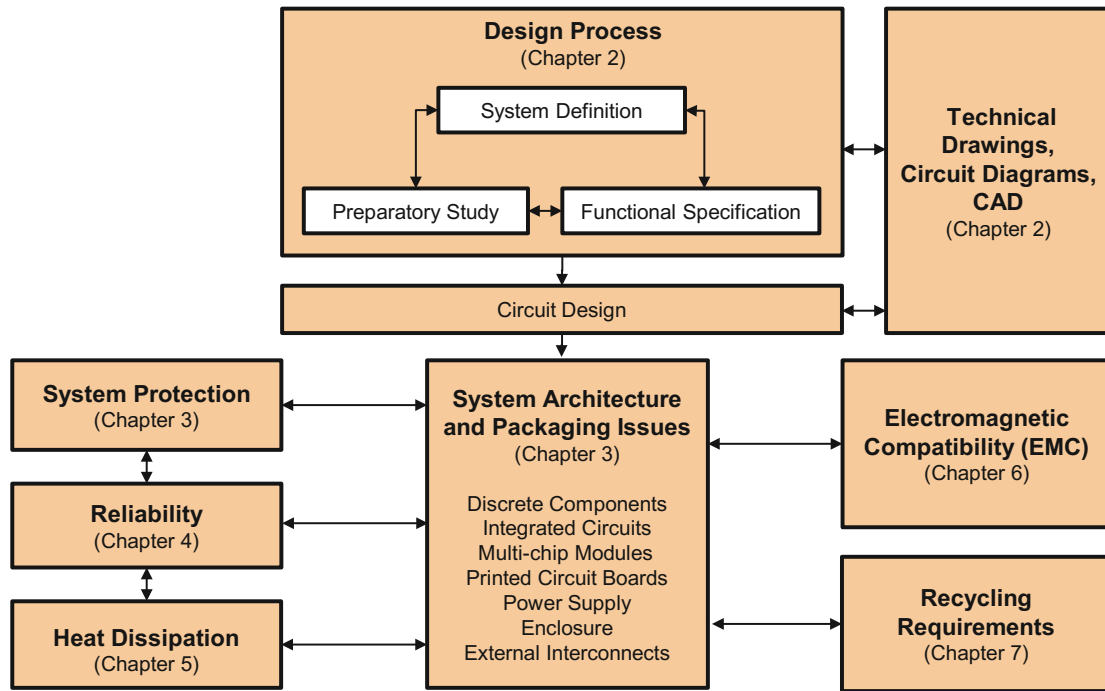 Design Process
(Chapter 2)
System Definition
Preparatory Study
Functional Specification
Technical
Drawings,
Circuit Diagrams,
CAD
(Chapter 2)
Circuit Design
System Protection
(Chapter 3)
Reliability
(Chapter 4)
Heat Dissipation
(Chapter 5)
System Architecture
and Packaging Issues
(Chapter 3)
Discrete Components
Integrated Circuits
Multi-chip Modules
Printed Circuit Boards
Power Supply
Enclosure
External Interconnects
Electromagnetic
Compatibility (EMC)
(Chapter 6)
Recycling
Requirements
(Chapter 7)